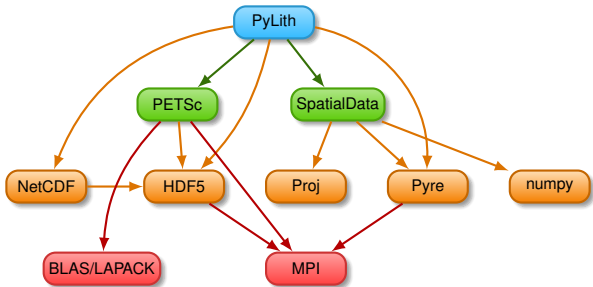 PyLith
PETSc
SpatialData
NetCDF
HDF5
Proj
Pyre
numpy
BLAS/LAPACK
MPI